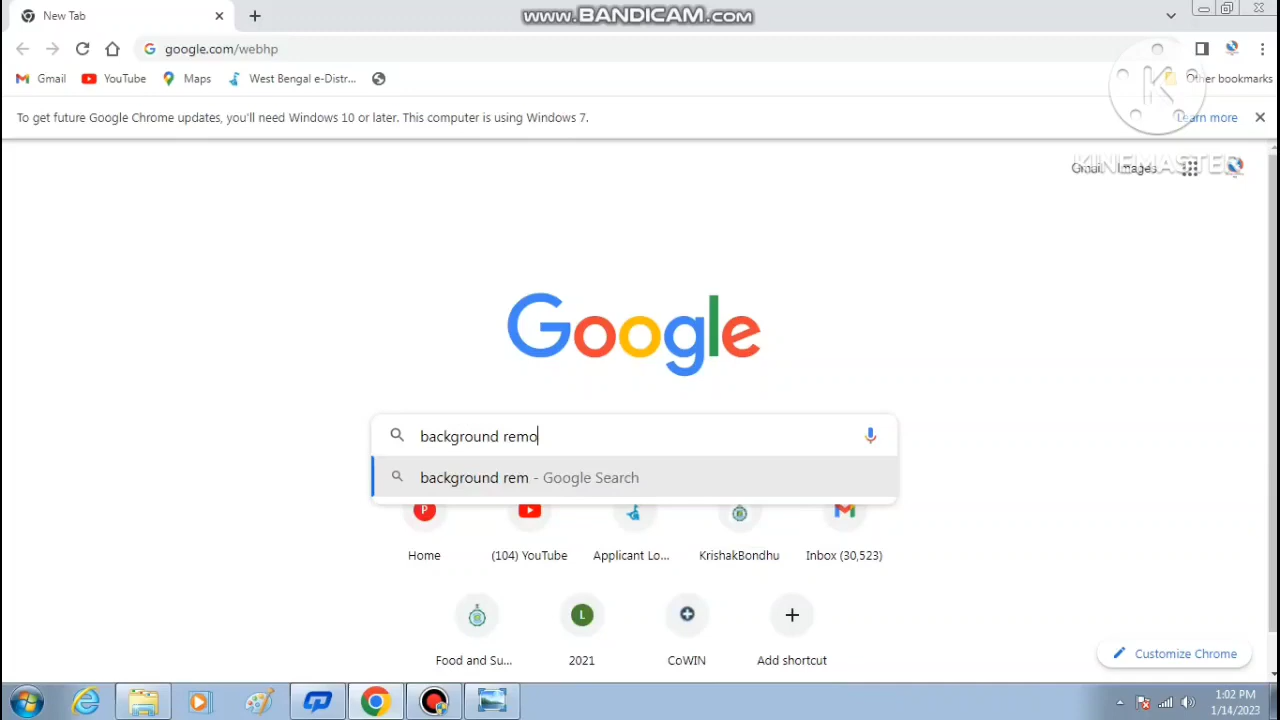 New Tab
www.BANDICAM.com
google.com/webhp
Gmail
YouTube
Maps
West Bengal e-Distr...
Other bookmarks
To get future Google Chrome updates, you'll need Windows 10 or later. This computer is using Windows 7.
Learn more
K
KINEMASTER
Gmail
Images
Google
background remo
background rem - Google Search
P
Home
(104) YouTube
Applicant Lo...
KrishakBondhu
Inbox (30,523)
L
Food and Su...
2021
CoWIN
Add shortcut
Customize Chrome
1:02 PM
1/14/2023